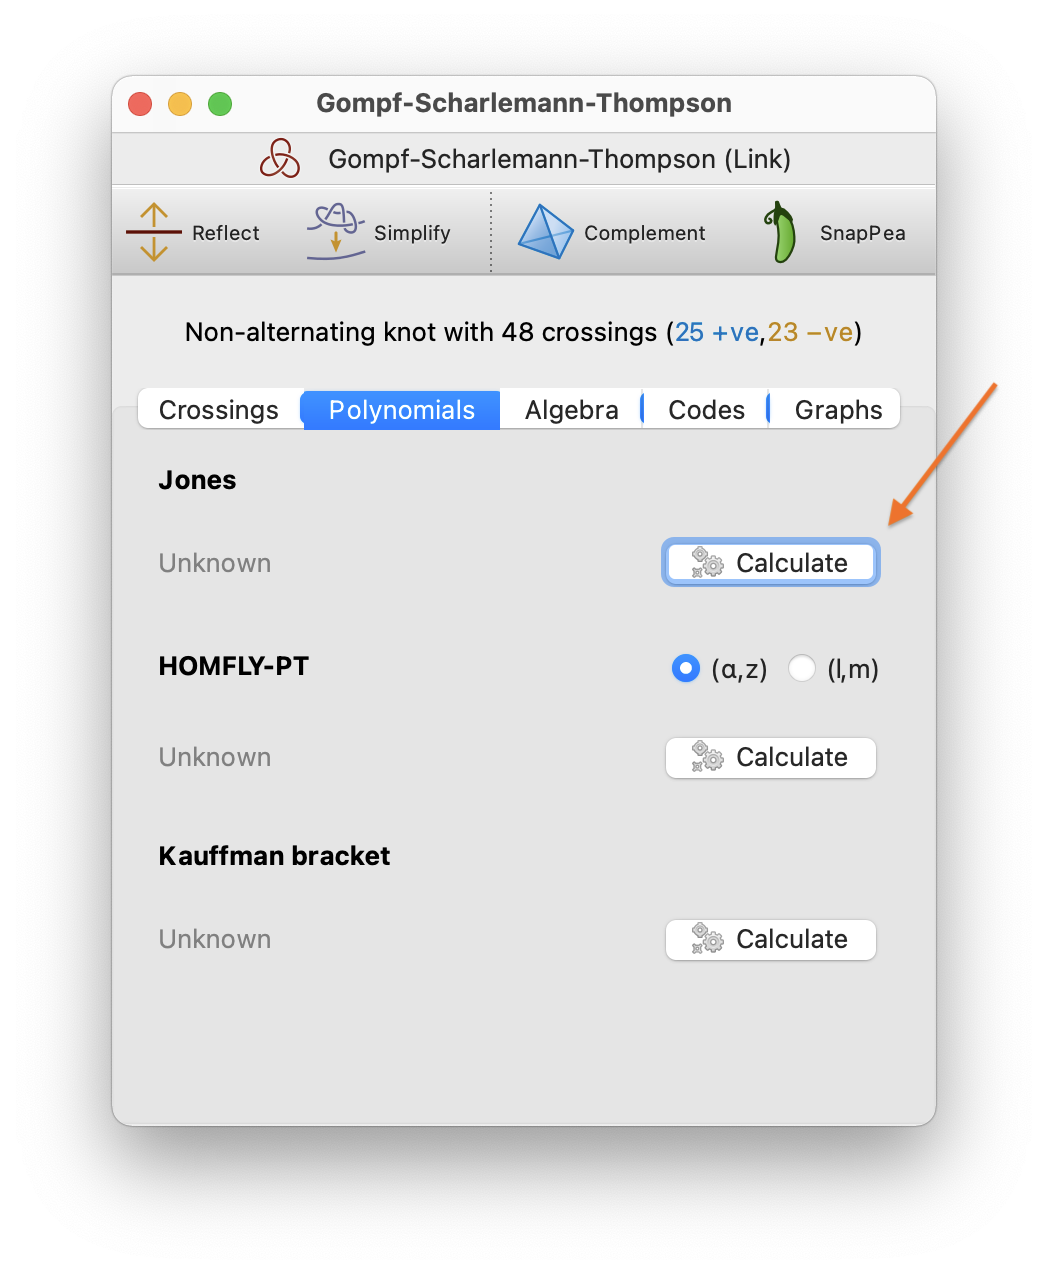 Gompf-Scharlemann-Thompson
Gompf-Scharlemann-Thompson (Link)
Reflect Simplify Complement SnapPea
Non-alternating knot with 48 crossings (25 +ve,23 −ve)
Crossings Polynomials Algebra Codes Graphs
Jones
Unknown Calculate
HOMFLY-PT (α,z) (l,m)
Unknown Calculate
Kauffman bracket
Unknown Calculate